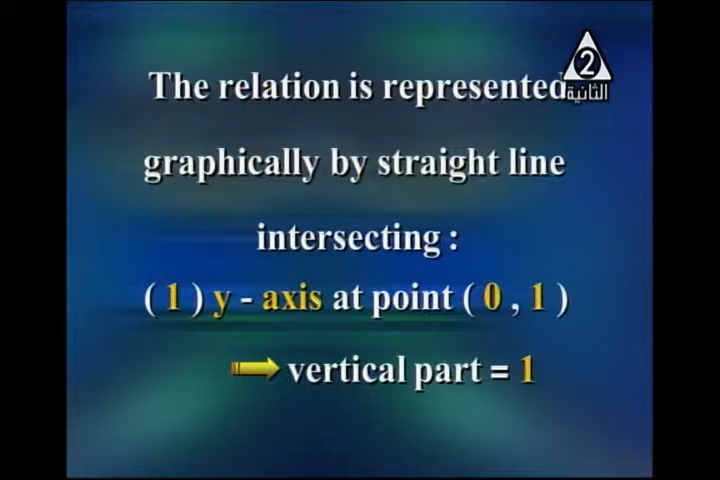 2
الثانية
The relation is represented
graphically by straight line
intersecting :
( 1 ) y - axis at point ( 0 , 1 )
vertical part = 1